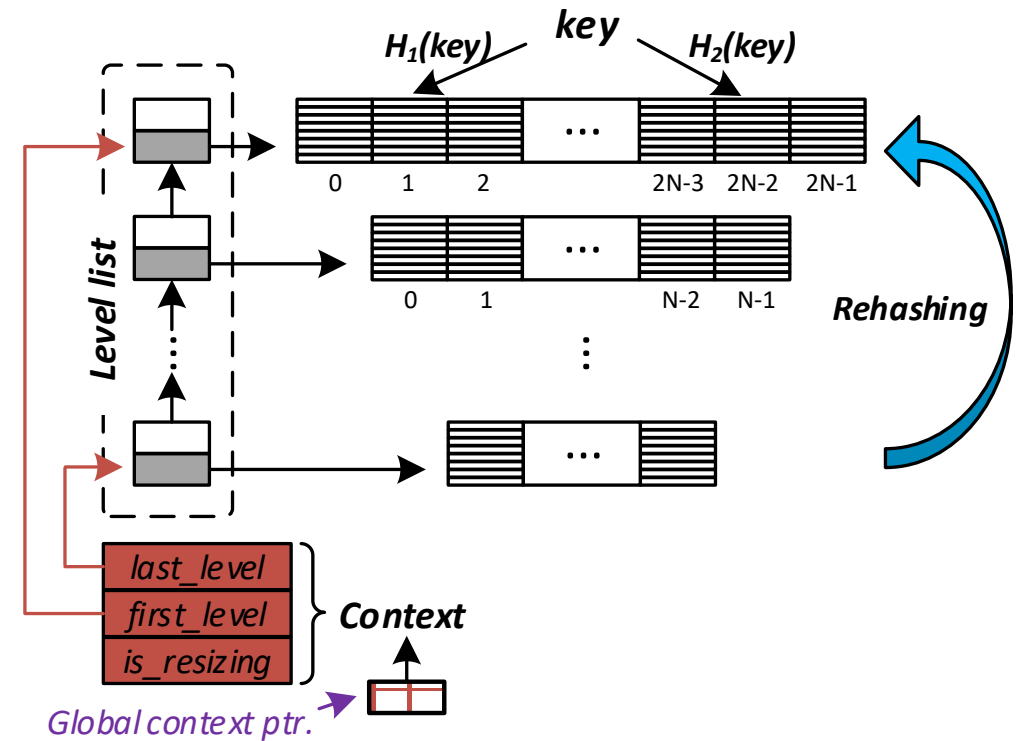 key
H1(key)
H2(key)
...
0 1 2 2N-3 2N-2 2N-1
Level list
...
0 1 N-2 N-1
Rehashing
...
...
...
last_level
first_level
is_resizing
Context
Global context ptr.